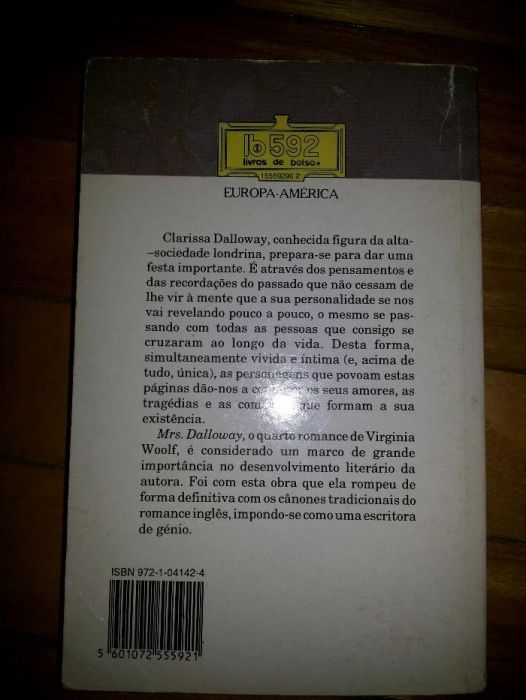 lb 592
livros de bolso
15559296 2
EUROPA-AMÉRICA
Clarissa Dalloway, conhecida figura da alta-
-sociedade londrina, prepara-se para dar uma
festa importante. É através dos pensamentos e
das recordações do passado que não cessam de
lhe vir à mente que a sua personalidade se nos
vai revelando pouco a pouco, o mesmo se pas-
sando com todas as pessoas que consigo se
cruzaram ao longo da vida. Desta forma,
simultaneamente vivida e íntima (e, acima de
tudo, única), as personagens que povoam estas
páginas dão-nos a os seus amores, as
tragédias e as que formam a sua
existência.
Mrs. Dalloway, o quarto romance de Virginia
Woolf, é considerado um marco de grande
importância no desenvolvimento literário da
autora. Foi com esta obra que ela rompeu de
forma definitiva com os cânones tradicionais do
romance inglês, impondo-se como uma escritora
de génio.
ISBN 972-1-04142-4
5 601072 555921